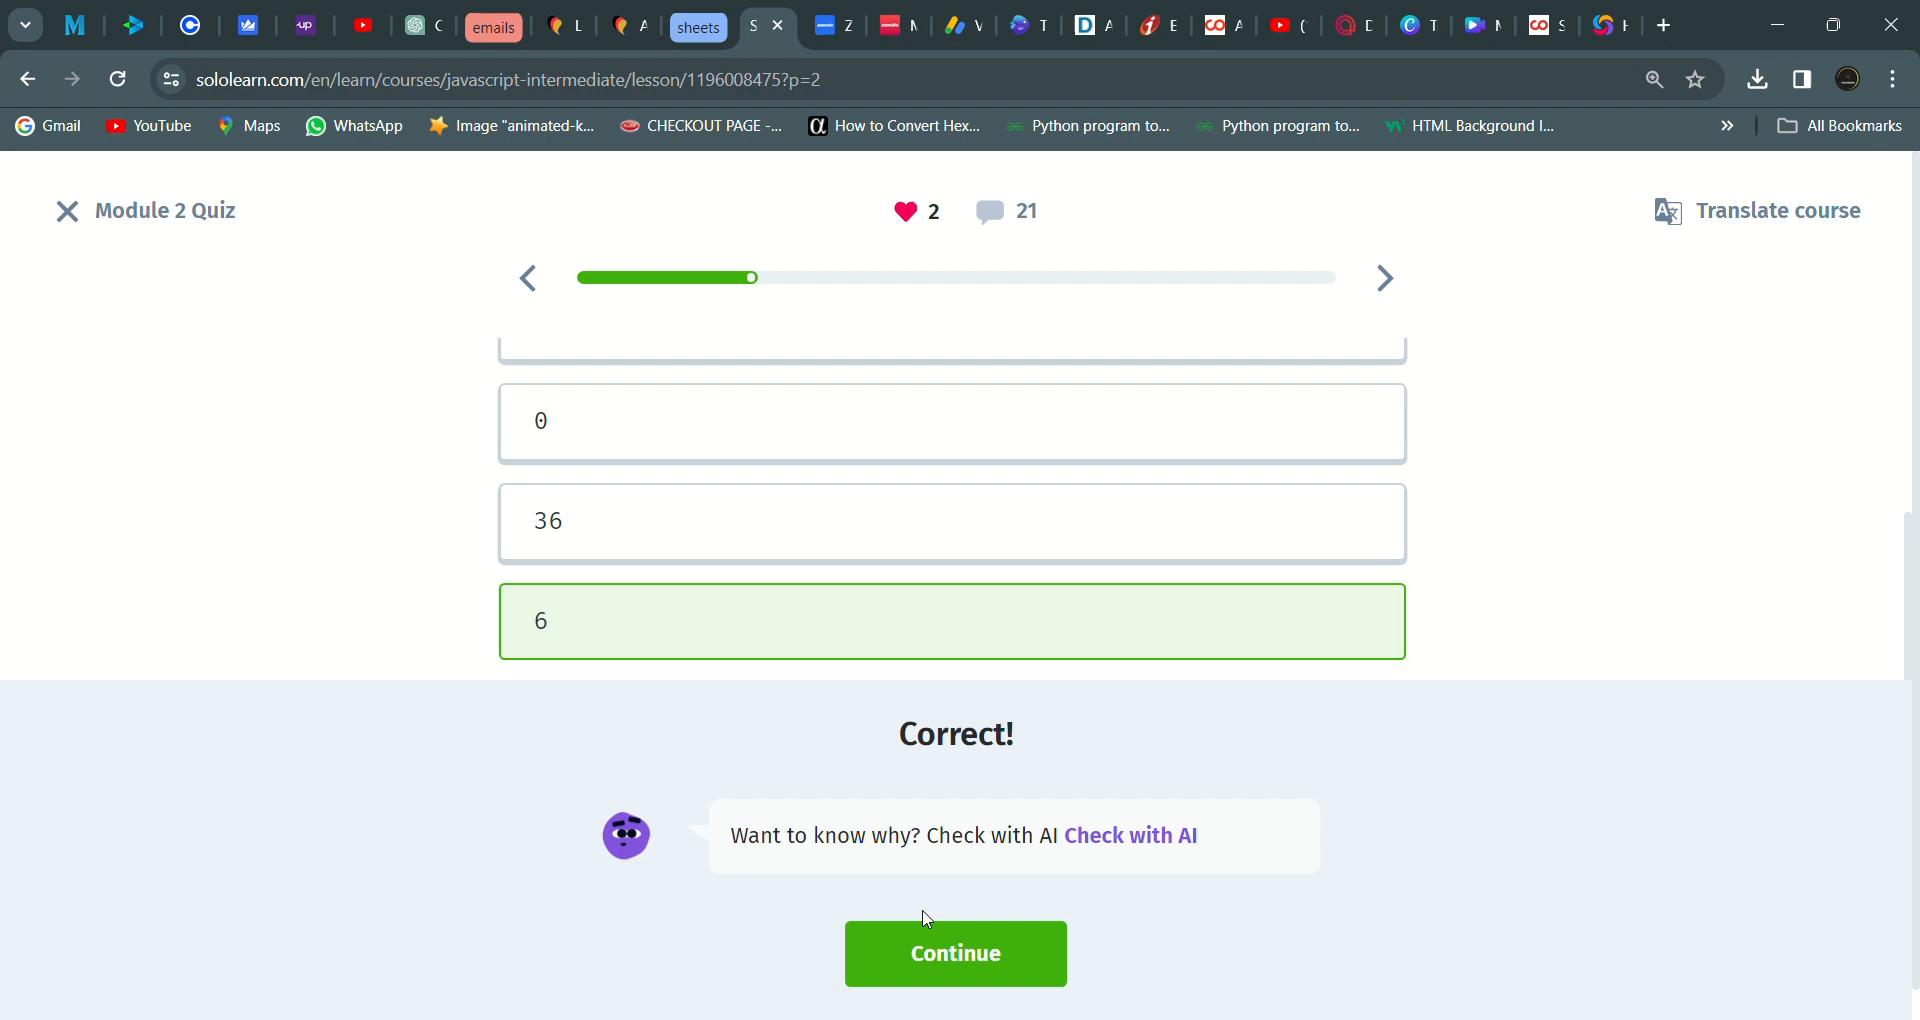 M up C emails L A sheets S Z N V T A E A ( D T N S H
sololearn.com/en/learn/courses/javascript-intermediate/lesson/1196008475?p=2
Gmail YouTube Maps WhatsApp Image "animated-k... CHECKOUT PAGE -... How to Convert Hex... Python program to... Python program to... HTML Background I... » All Bookmarks
Module 2 Quiz 2 21 Translate course
0
36
6
Correct!
Want to know why? Check with AI Check with AI
Continue